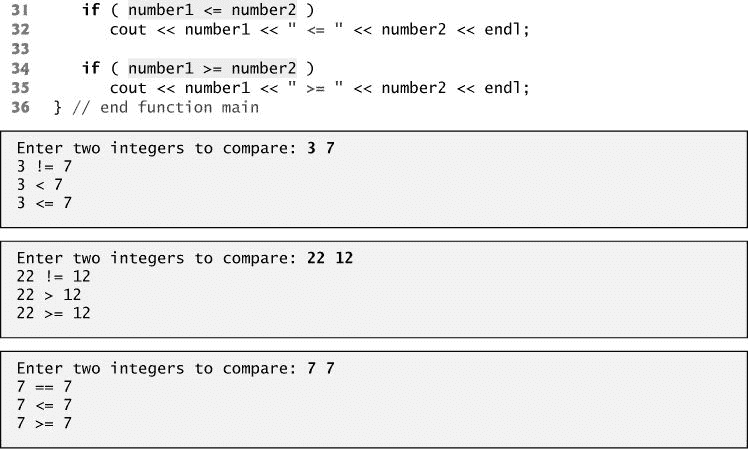 31 if ( number1 <= number2 )
32 cout << number1 << " <= " << number2 << endl;
33
34 if ( number1 >= number2 )
35 cout << number1 << " >= " << number2 << endl;
36 } // end function main
Enter two integers to compare: 3 7
3 != 7
3 < 7
3 <= 7
Enter two integers to compare: 22 12
22 != 12
22 > 12
22 >= 12
Enter two integers to compare: 7 7
7 == 7
7 <= 7
7 >= 7